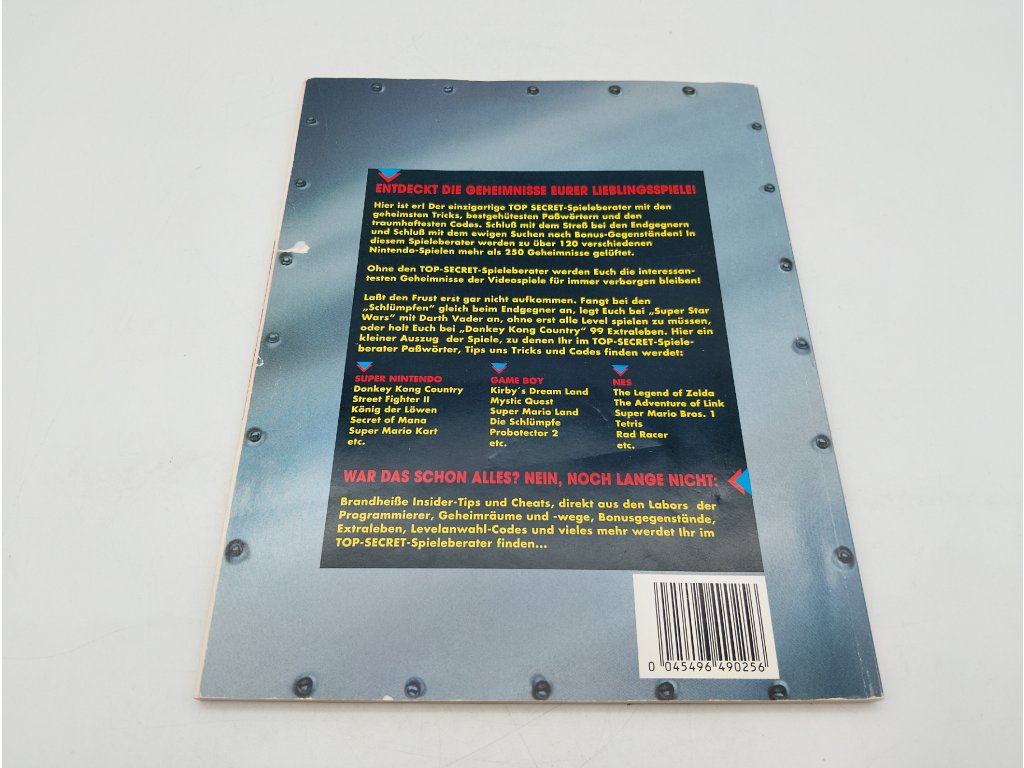 ENTDECKT DIE GEHEIMNISSE EURER LIEBLINGSSPIELE!
Hier ist er! Der einzigartige TOP SECRET-Spieleberater mit den
geheimsten Tricks, bestgehütesten Paßwörtern und den
traumhaftesten Codes. Schluß mit dem Streß bei den Endgegnern
und Schluß mit dem ewigen Suchen nach Bonus-Gegenständen! In
diesem Spieleberater werden zu über 120 verschiedenen
Nintendo-Spielen mehr als 250 Geheimnisse gelüftet.
Ohne den TOP-SECRET-Spieleberater werden Euch die interessan-
testen Geheimnisse der Videospiele für immer verborgen bleiben!
Laßt den Frust erst gar nicht aufkommen. Fangt bei den
„Schlümpfen" gleich beim Endgegner an, legt Euch bei „Super Star
Wars" mit Darth Vader an, ohne erst alle Level spielen zu müssen,
oder holt Euch bei „Donkey Kong Country" 99 Extraleben. Hier ein
kleiner Auszug der Spiele, zu denen Ihr im TOP-SECRET-Spiele-
berater Paßwörter, Tips uns Tricks und Codes finden werdet:
SUPER NINTENDO
Donkey Kong Country
Street Fighter II
König der Löwen
Secret of Mana
Super Mario Kart
etc.
GAME BOY
Kirby´s Dream Land
Mystic Quest
Super Mario Land
Die Schlümpfe
Probotector 2
etc.
NES
The Legend of Zelda
The Adventure of Link
Super Mario Bros. 1
Tetris
Rad Racer
etc.
WAR DAS SCHON ALLES? NEIN, NOCH LANGE NICHT:
Brandheiße Insider-Tips und Cheats, direkt aus den Labors der
Programmierer, Geheimräume und -wege, Bonusgegenstände,
Extraleben, Levelanwahl-Codes und vieles mehr werdet Ihr im
TOP-SECRET-Spieleberater finden...
0 045496 490256